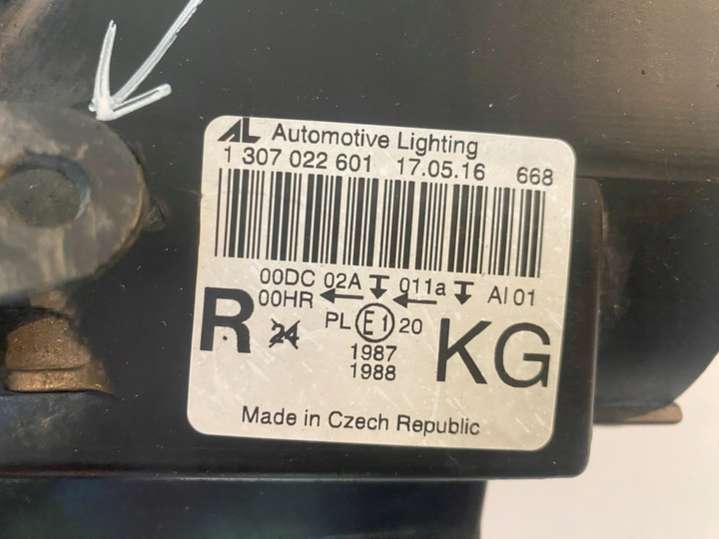 AL Automotive Lighting
1 307 022 601 17.05.16 668
00DC 02A 011a AI 01
00HR
R 24 PL E1 20 KG
1987
1988
Made in Czech Republic